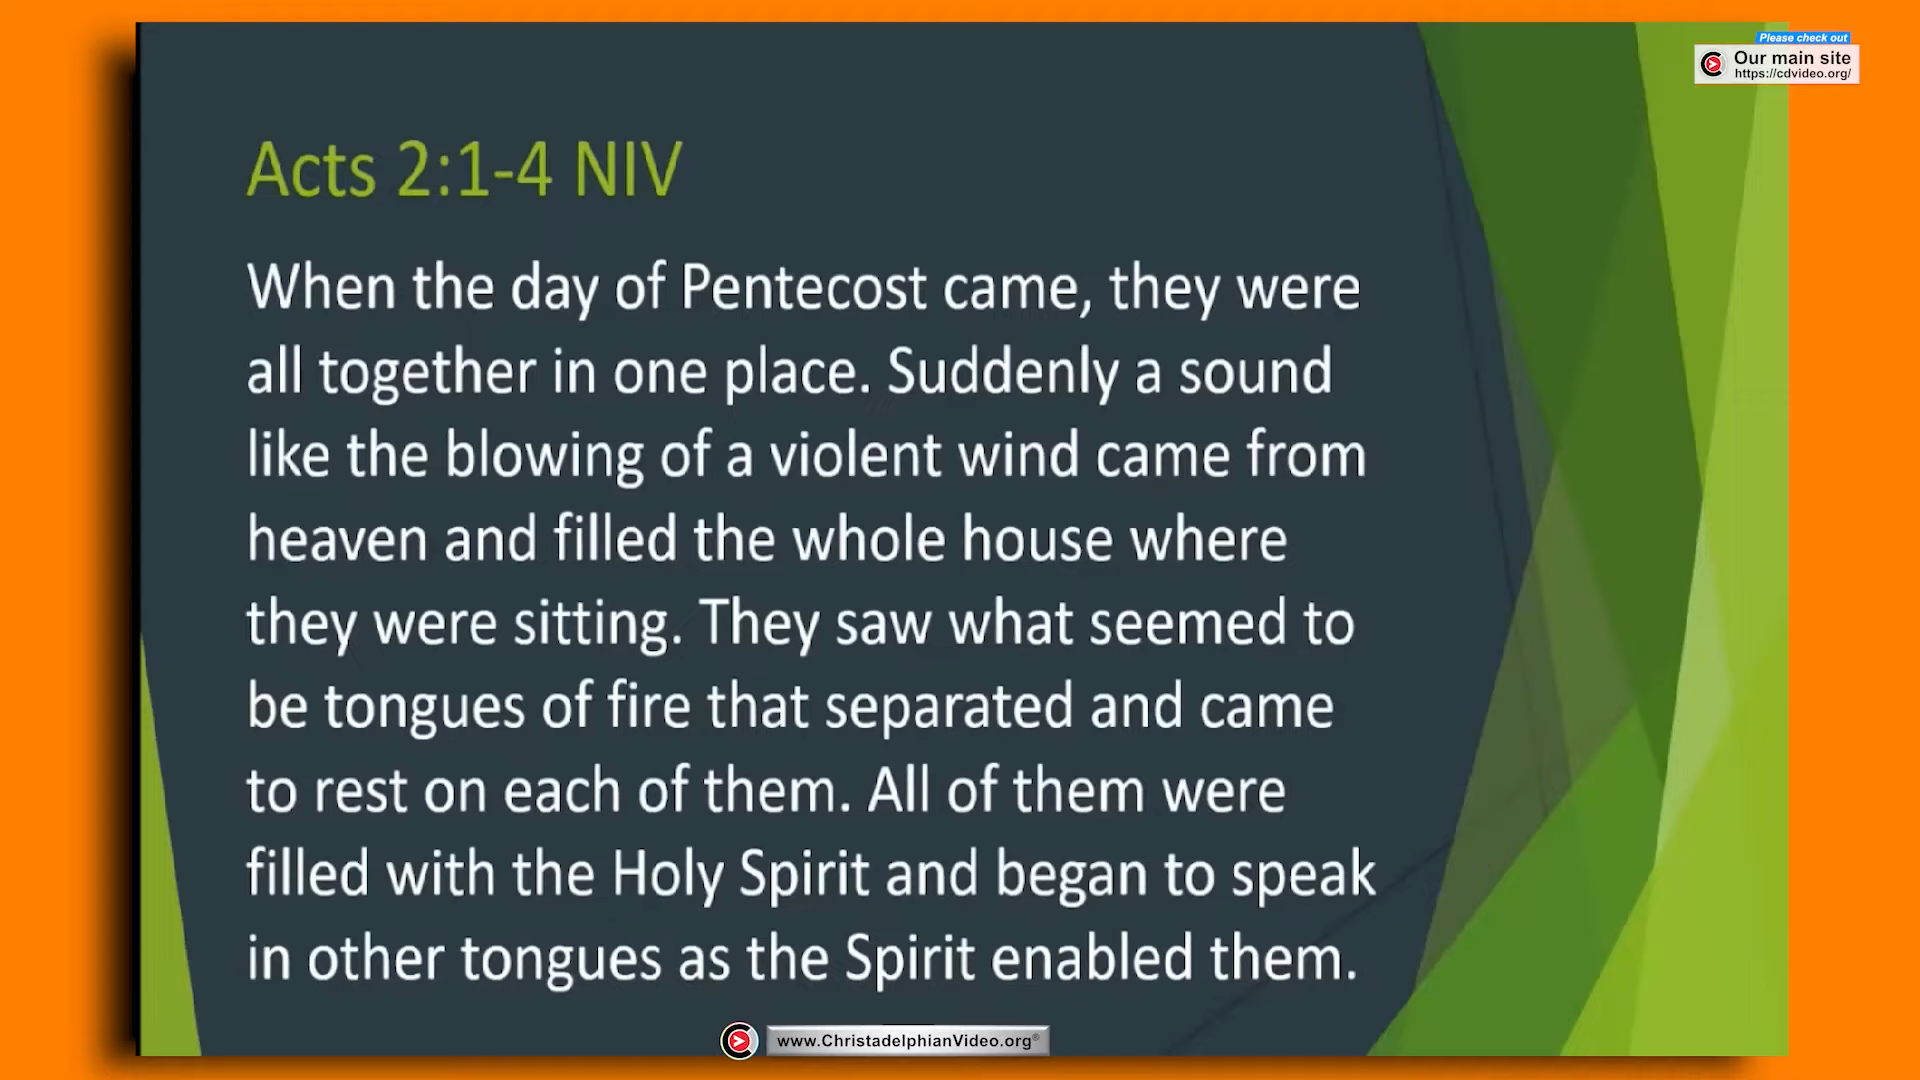 Please check out
Our main site
https://cdvideo.org/
Acts 2:1-4 NIV
When the day of Pentecost came, they were
all together in one place. Suddenly a sound
like the blowing of a violent wind came from
heaven and filled the whole house where
they were sitting. They saw what seemed to
be tongues of fire that separated and came
to rest on each of them. All of them were
filled with the Holy Spirit and began to speak
in other tongues as the Spirit enabled them.
www.ChristadelphianVideo.org®